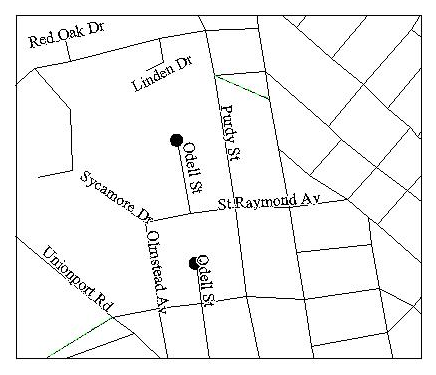 Red Oak Dr
Linden Dr
Purdy St
Odell St
Sycamore Dr
St.Raymond Av
Unionport Rd
Olmstead Av
Odell St